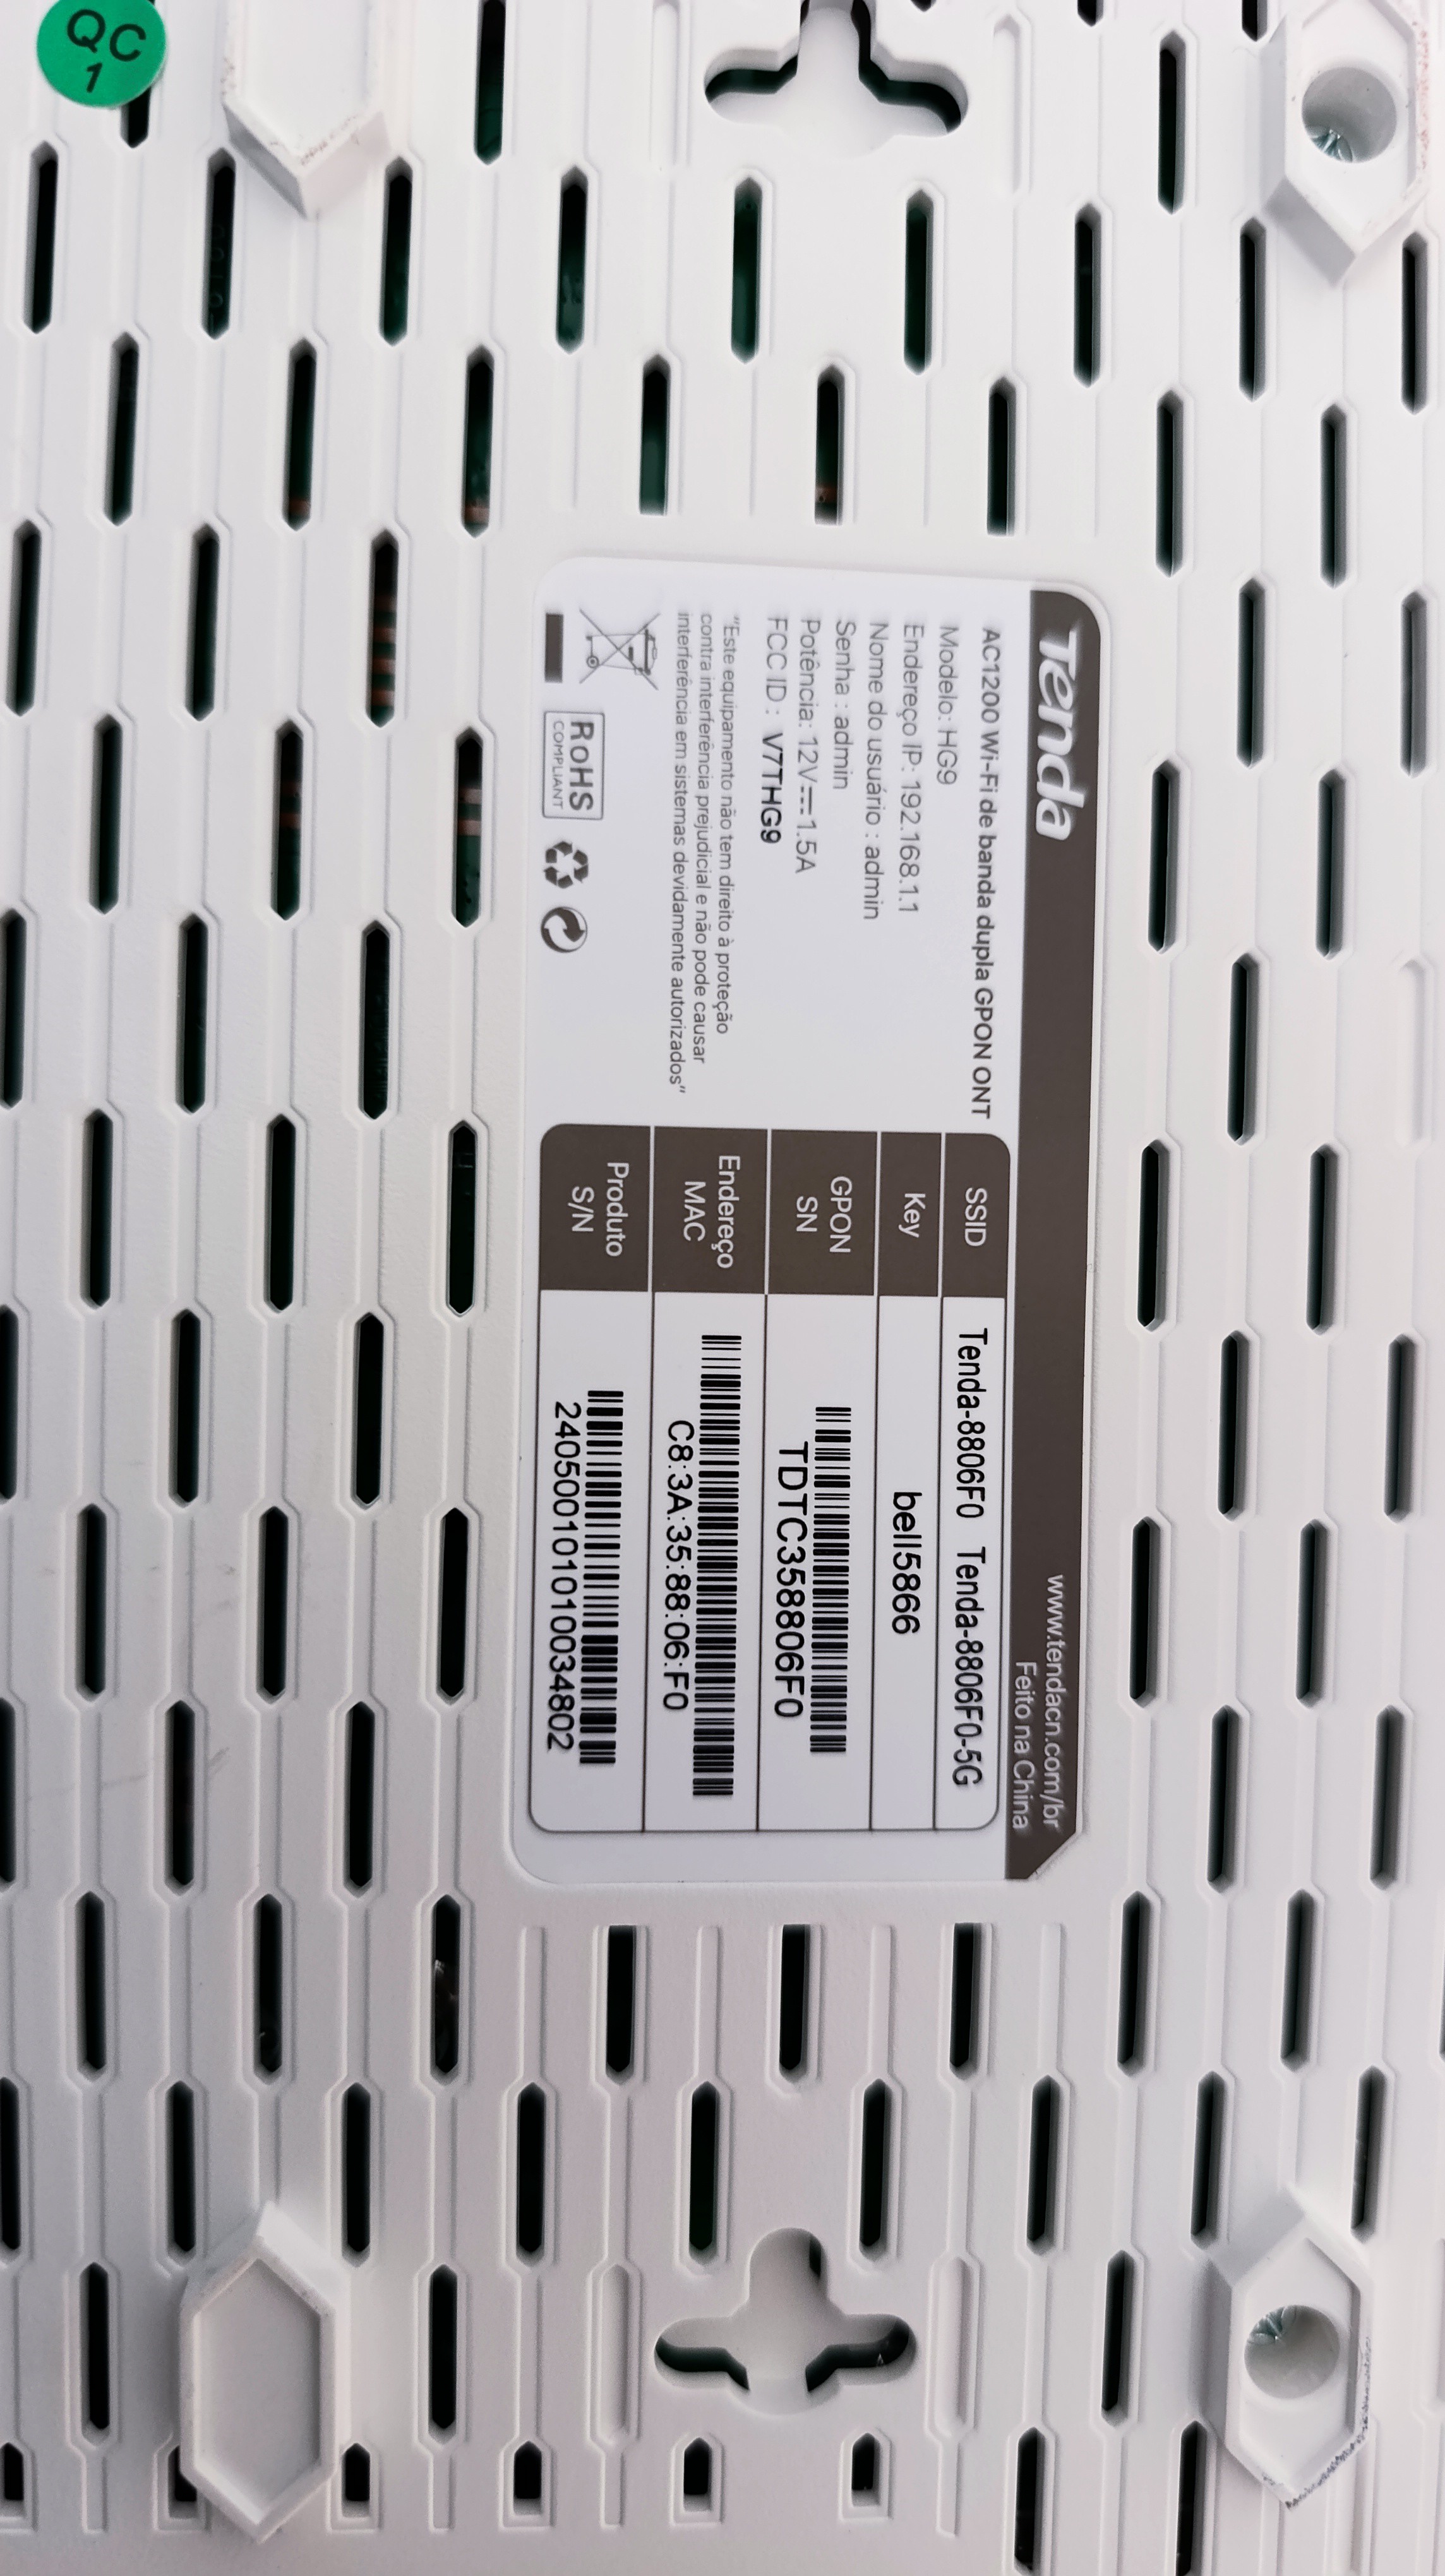 QC
1
Tenda
www.tendacn.com/br
Feito na China
AC1200 Wi-Fi de banda dupla GPON ONT
Modelo: HG9
Endereço IP: 192.168.1.1
Nome do usuário : admin
Senha : admin
Potência: 12V⎓1.5A
FCC ID : V7THG9
"Este equipamento não tem direito à proteção
contra interferência prejudicial e não pode causar
interferência em sistemas devidamente autorizados"
RoHS
COMPLIANT
SSID Tenda-8806F0 Tenda-8806F0-5G
Key bell5866
GPON
SN
TDTC358806F0
Endereço
MAC
C8:3A:35:88:06:F0
Produto
S/N
240500101010034802